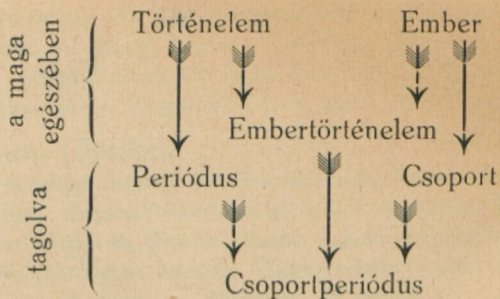 a maga
egészében
Történelem Ember
Embertörténelem
tagolva
Periódus Csoport
Csoportperiódus